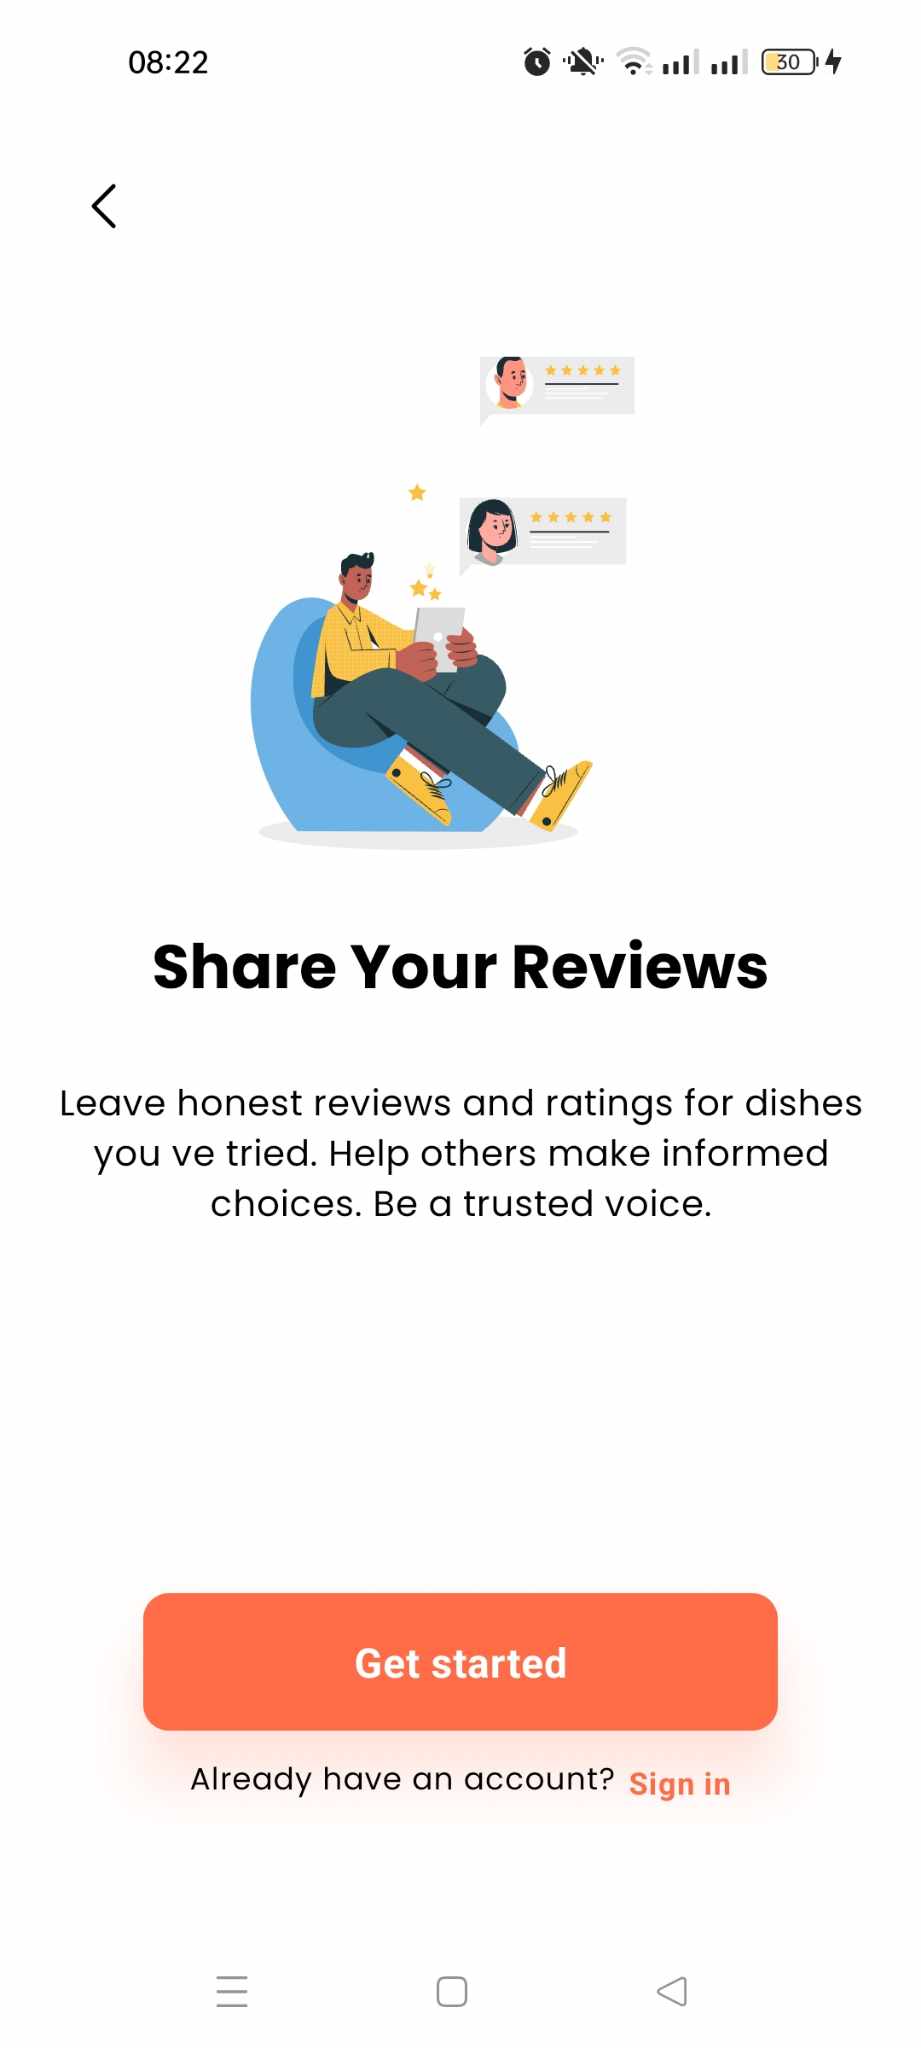 08:22
30
Share Your Reviews
Leave honest reviews and ratings for dishes
you ve tried. Help others make informed
choices. Be a trusted voice.
Get started
Already have an account? Sign in